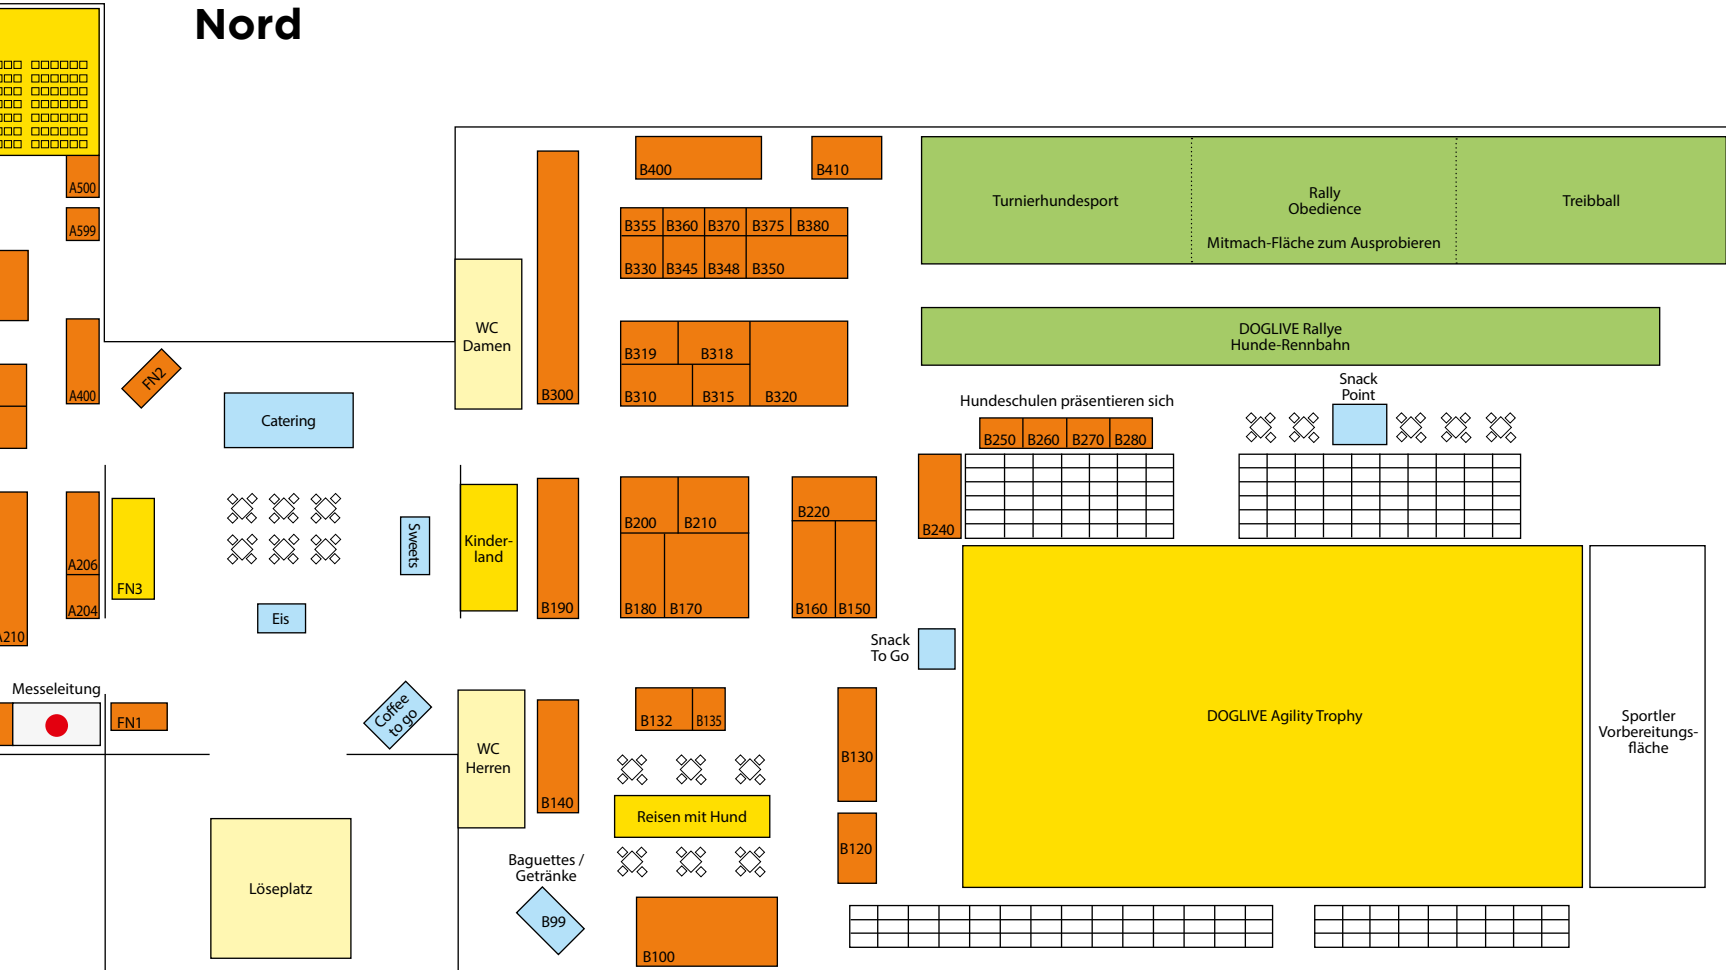 Nord
A500
A599
A400
FN2
Catering
WC
Damen
B300
B400
B410
B355 B360 B370 B375 B380
B330 B345 B348 B350
B319 B318
B310 B315 B320
Turnierhundesport
Rally
Obedience
Mitmach-Fläche zum Ausprobieren
Treibball
DOGLIVE Rallye
Hunde-Rennbahn
Snack
Point
Hundeschulen präsentieren sich
B250 B260 B270 B280
B240
A206
A204
A210
FN3
Eis
Sweets
Kinder-
land
B190
B200 B210
B180 B170
B220
B160 B150
Snack
To Go
Messeleitung
FN1
Coffee
to go
WC
Herren
B140
B132 B135
B130
B120
Reisen mit Hund
DOGLIVE Agility Trophy
Sportler
Vorbereitungs-
fläche
Löseplatz
Baguettes /
Getränke
B99
B100